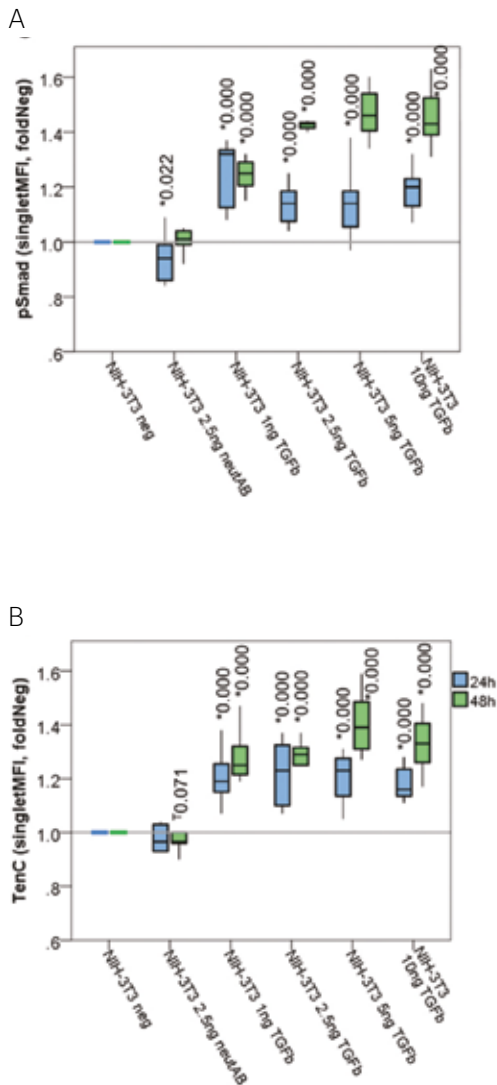 A
pSmad (singletMFI, foldNeg)
1.6
1.4
1.2
1.0
.8
.6
*0.022
*0.000
*0.000
*0.000
*0.000
*0.000
*0.000
*0.000
NIH-3T3 neg
NIH-3T3 2.5ng neutAB
NIH-3T3 1ng TGFb
NIH-3T3 2.5ng TGFb
NIH-3T3 5ng TGFb
NIH-3T3
10ng TGFb
B
TenC (singletMFI, foldNeg)
1.6
1.4
1.2
1.0
.8
.6
0.071
*0.000
*0.000
*0.000
*0.000
*0.000
*0.000
*0.000
*0.000
24h
48h
NIH-3T3 neg
NIH-3T3 2.5ng neutAB
NIH-3T3 1ng TGFb
NIH-3T3 2.5ng TGFb
NIH-3T3 5ng TGFb
NIH-3T3
10ng TGFb